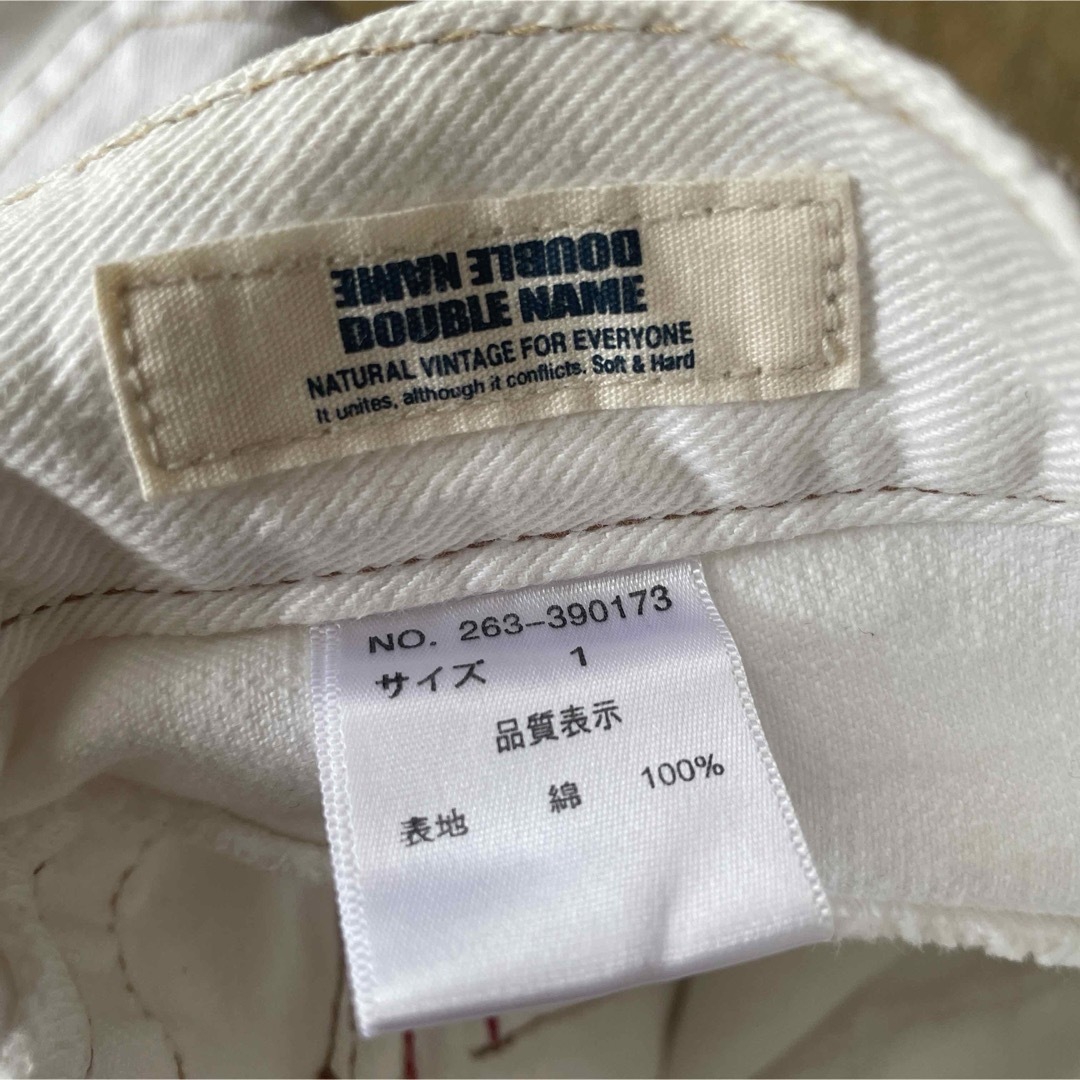 DOUBLE NAME
DOUBLE NAME
NATURAL VINTAGE FOR EVERYONE
It unites, although it conflicts. Soft & Hard
NO. 263-390173
サイズ 1
品質表示
表地 綿 100%